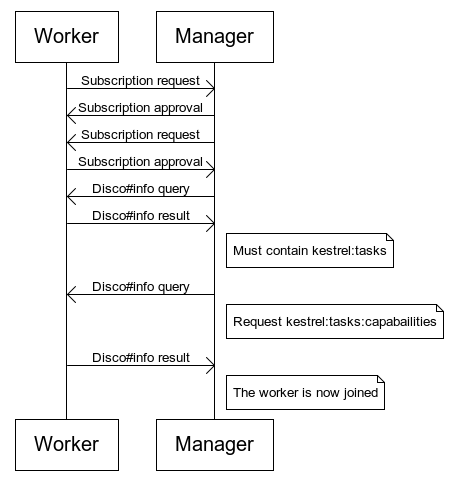 Worker Manager
Subscription request
Subscription approval
Subscription request
Subscription approval
Disco#info query
Disco#info result
Must contain kestrel:tasks
Disco#info query
Request kestrel:tasks:capabailities
Disco#info result
The worker is now joined
Worker Manager